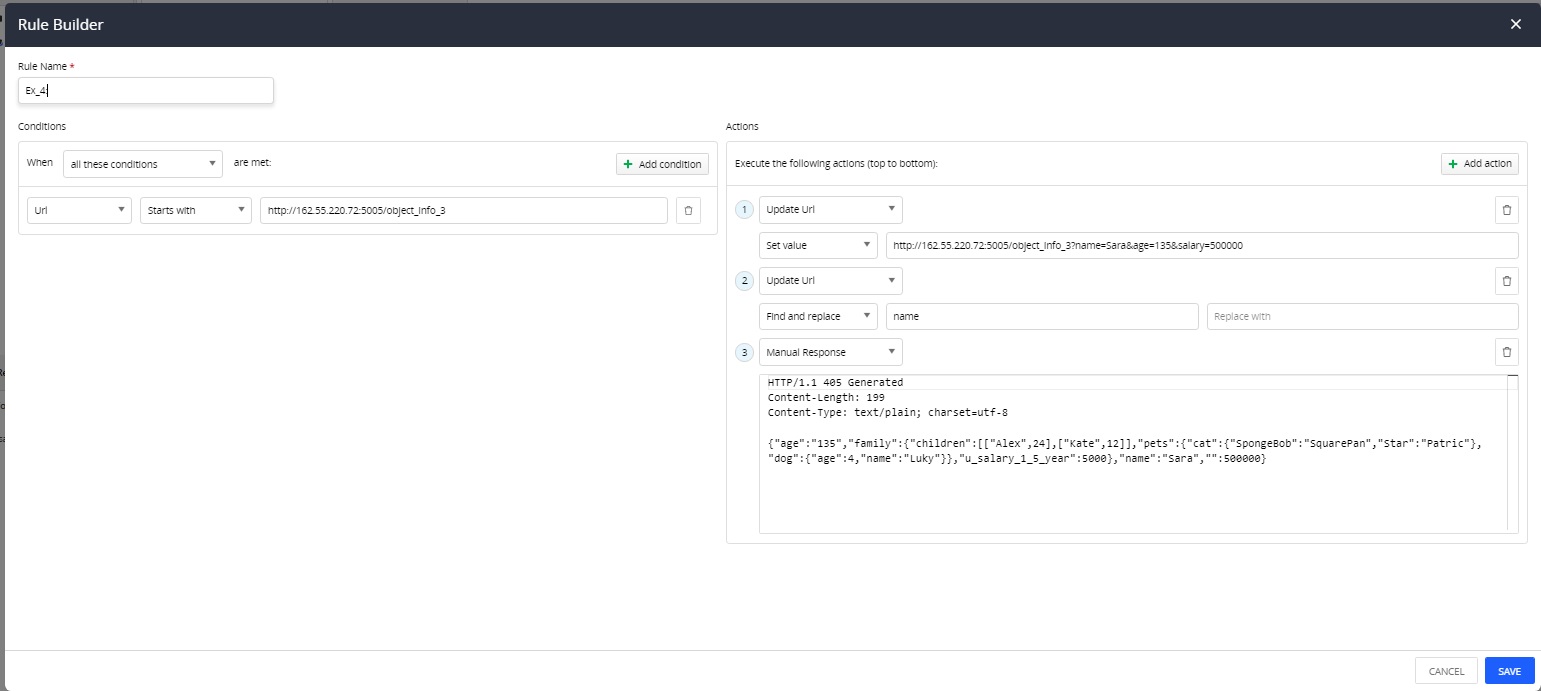 Rule Builder
Rule Name *
Ex_4:
Conditions
When all these conditions are met: Add condition
Url Starts with http://162.55.220.72:5005/object_info_3
Actions
Execute the following actions (top to bottom): Add action
1 Update Url
Set value http://162.55.220.72:5005/object_info_3?name=Sara&age=135&salary=500000
2 Update Url
Find and replace name Replace with
3 Manual Response
HTTP/1.1 405 Generated
Content-Length: 199
Content-Type: text/plain; charset=utf-8
{"age":"135","family":{"children":[["Alex",24],["Kate",12]],"pets":{"cat":{"SpongeBob":"SquarePan","Star":"Patric"},
"dog":{"age":4,"name":"Luky"}},"u_salary_1_5_year":5000},"name":"Sara","":500000}
CANCEL SAVE